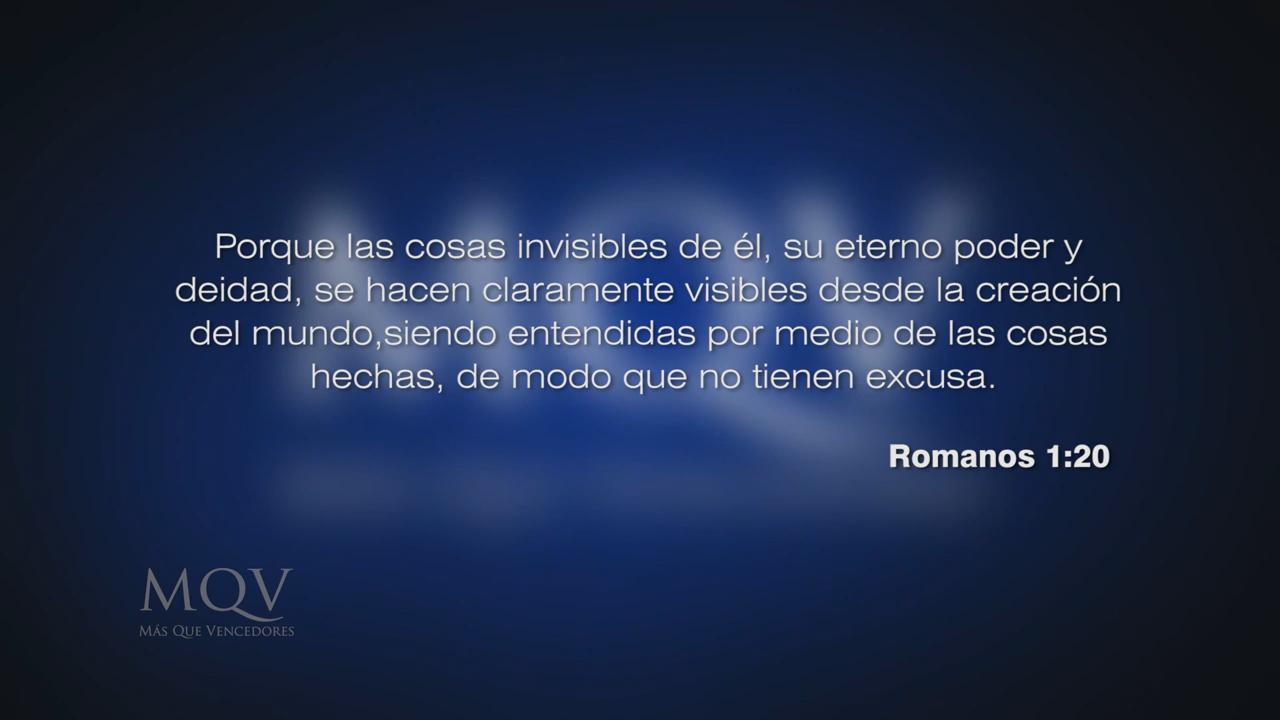 Porque las cosas invisibles de él, su eterno poder y
deidad, se hacen claramente visibles desde la creación
del mundo,siendo entendidas por medio de las cosas
hechas, de modo que no tienen excusa.
Romanos 1:20
MQV
MÁS QUE VENCEDORES